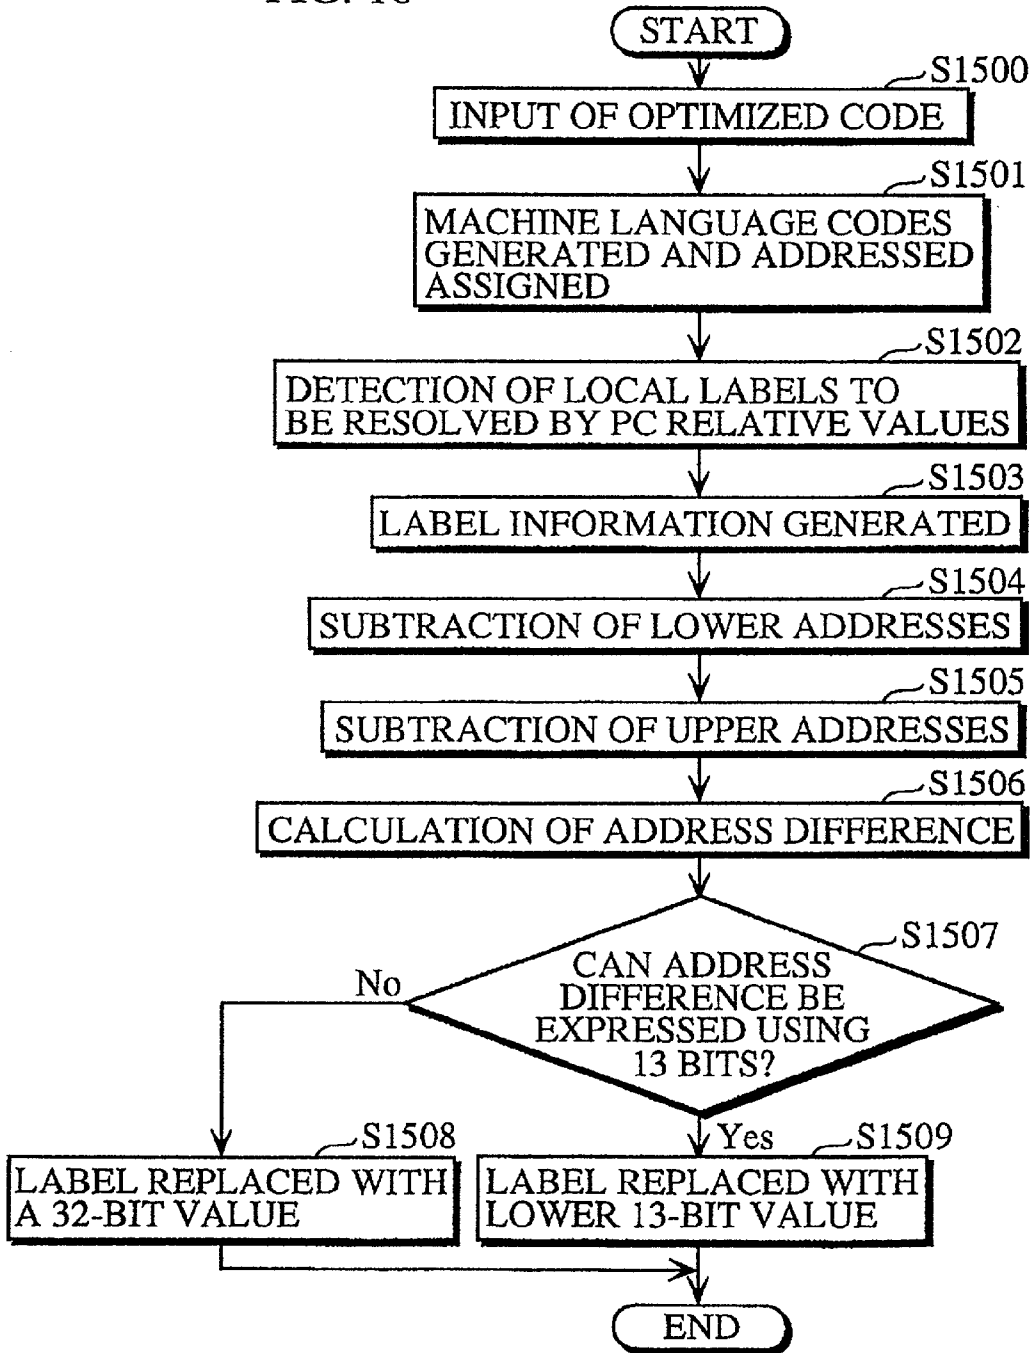 START
S1500
INPUT OF OPTIMIZED CODE
S1501
MACHINE LANGUAGE CODES
GENERATED AND ADDRESSED
ASSIGNED
S1502
DETECTION OF LOCAL LABELS TO
BE RESOLVED BY PC RELATIVE VALUES
S1503
LABEL INFORMATION GENERATED
S1504
SUBTRACTION OF LOWER ADDRESSES
S1505
SUBTRACTION OF UPPER ADDRESSES
S1506
CALCULATION OF ADDRESS DIFFERENCE
S1507
CAN ADDRESS
DIFFERENCE BE
EXPRESSED USING
13 BITS?
No
Yes
S1508
LABEL REPLACED WITH
A 32-BIT VALUE
S1509
LABEL REPLACED WITH
LOWER 13-BIT VALUE
END